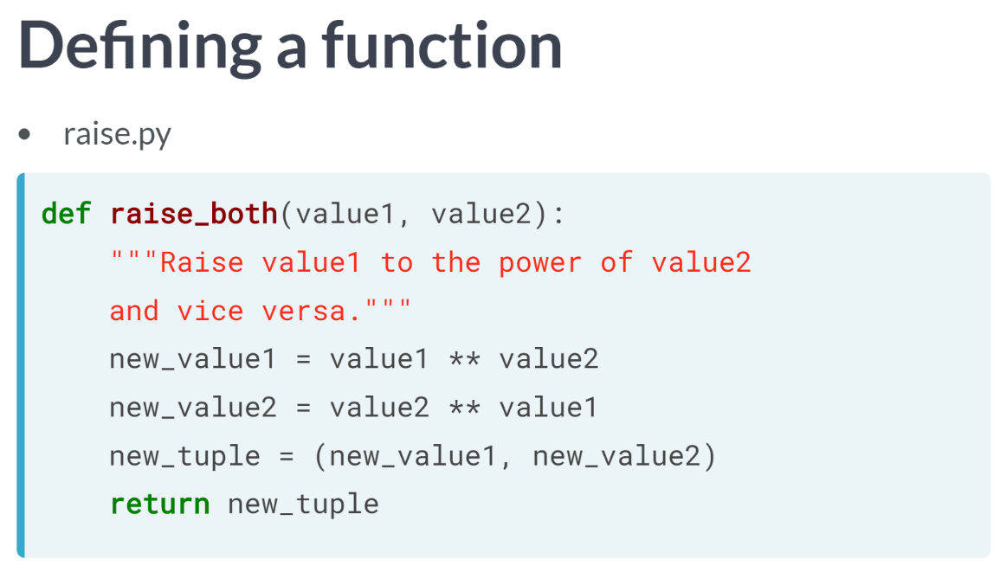 Defining a function
• raise.py
def raise_both(value1, value2):
    """Raise value1 to the power of value2
    and vice versa."""
    new_value1 = value1 ** value2
    new_value2 = value2 ** value1
    new_tuple = (new_value1, new_value2)
    return new_tuple